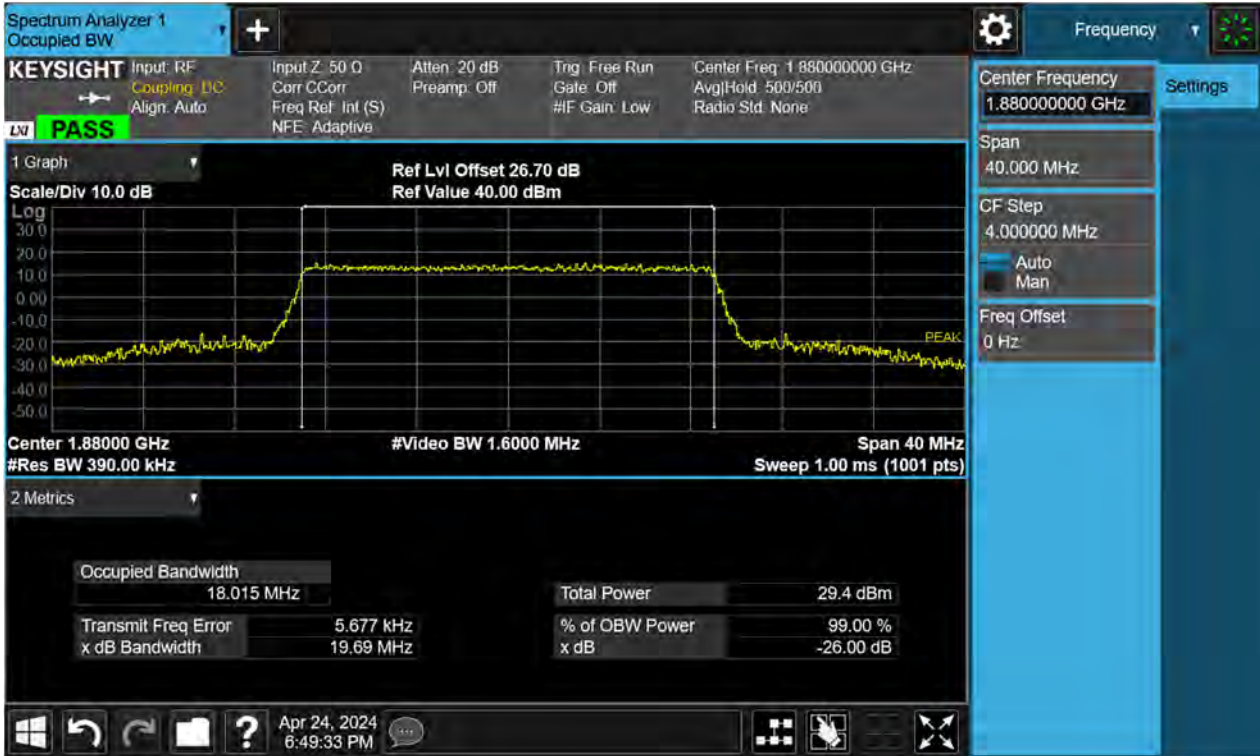 Spectrum Analyzer 1
Occupied BW
+
Frequency
KEYSIGHT
Input: RF
Coupling: DC
Align: Auto
Input Z: 50 Ω
Corr CCorr
Freq Ref: Int (S)
NFE: Adaptive
Atten: 20 dB
Preamp: Off
Trig: Free Run
Gate: Off
#IF Gain: Low
Center Freq: 1.880000000 GHz
Avg|Hold: 500/500
Radio Std: None
LXI
PASS
Center Frequency
1.880000000 GHz
Settings
Span
40.000 MHz
CF Step
4.000000 MHz
Auto
Man
Freq Offset
0 Hz
1 Graph
Scale/Div 10.0 dB
Ref Lvl Offset 26.70 dB
Ref Value 40.00 dBm
Log
30.0
20.0
10.0
0.00
-10.0
-20.0
-30.0
-40.0
-50.0
PEAK
Center 1.88000 GHz
#Video BW 1.6000 MHz
Span 40 MHz
#Res BW 390.00 kHz
Sweep 1.00 ms (1001 pts)
2 Metrics
Occupied Bandwidth
18.015 MHz
Total Power 29.4 dBm
Transmit Freq Error 5.677 kHz
% of OBW Power 99.00 %
x dB Bandwidth 19.69 MHz
x dB -26.00 dB
?
Apr 24, 2024
6:49:33 PM